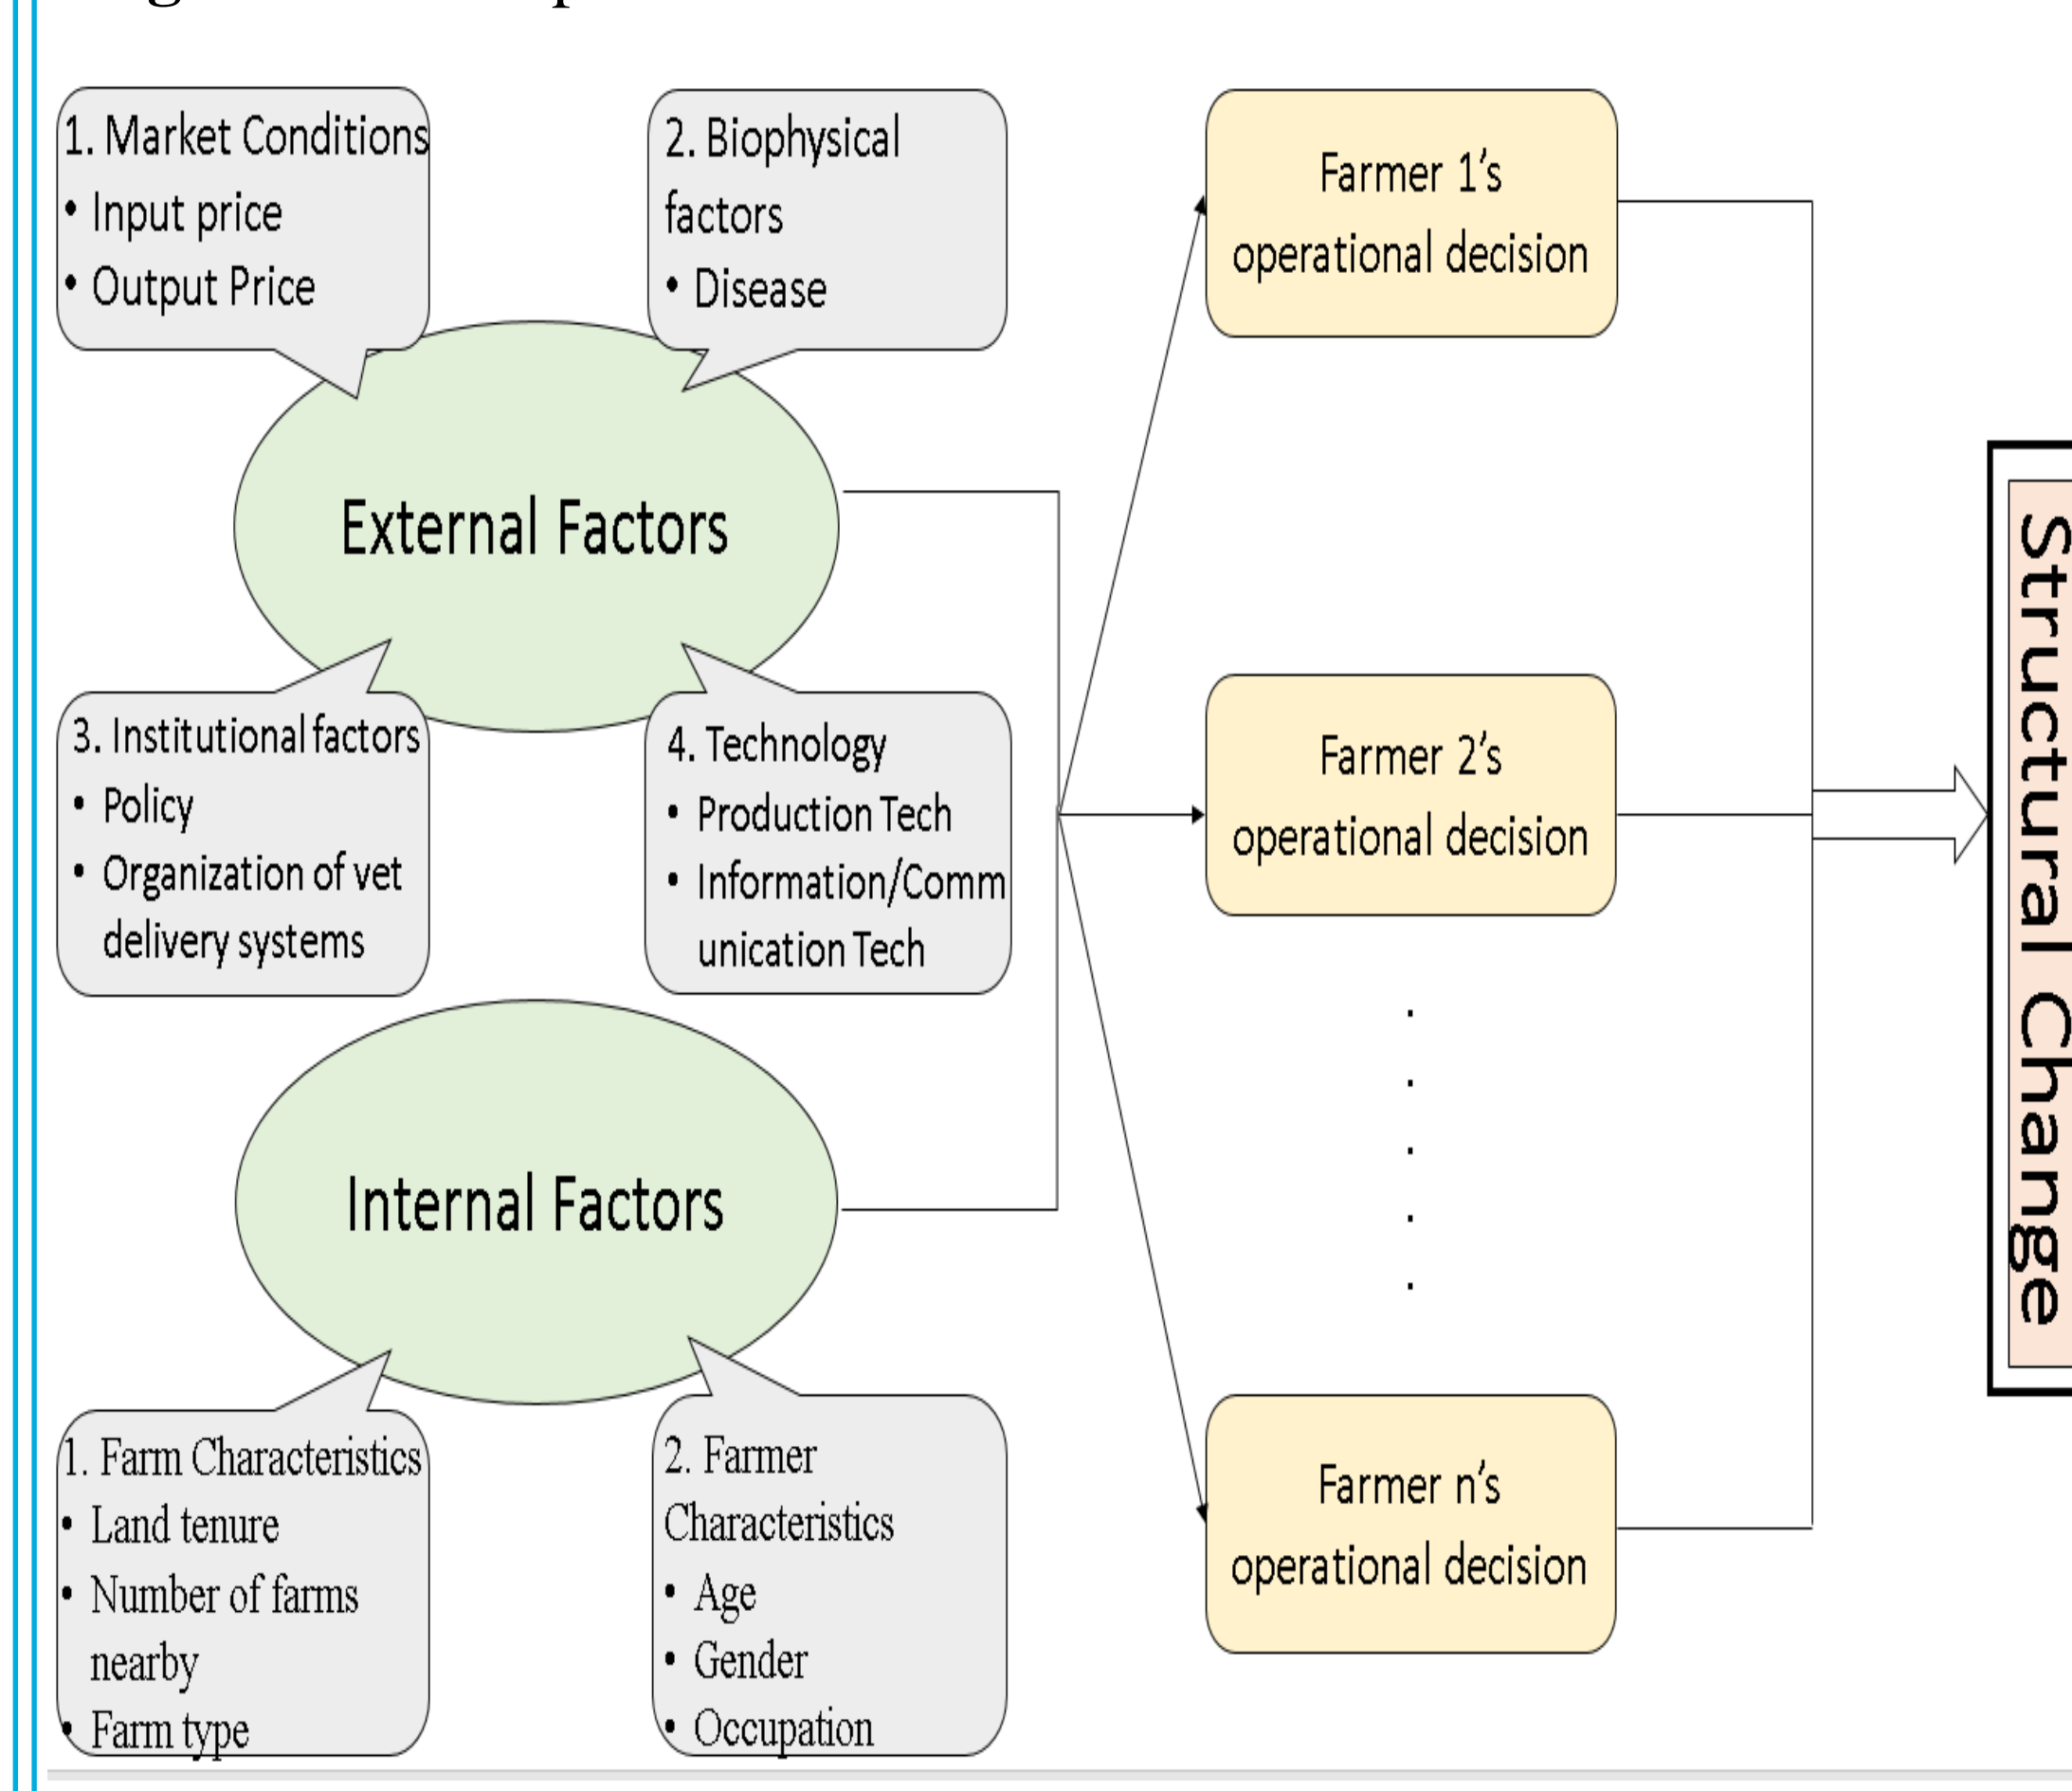 1. Market Conditions
• Input price
• Output Price
2. Biophysical
factors
• Disease
External Factors
3. Institutional factors
• Policy
• Organization of vet
delivery systems
4. Technology
• Production Tech
• Information/Comm
unication Tech
Internal Factors
1. Farm Characteristics
• Land tenure
• Number of farms
nearby
• Farm type
2. Farmer
Characteristics
• Age
• Gender
• Occupation
Farmer 1’s
operational decision
Farmer 2’s
operational decision
.
.
.
.
.
Farmer n’s
operational decision
Structural Change